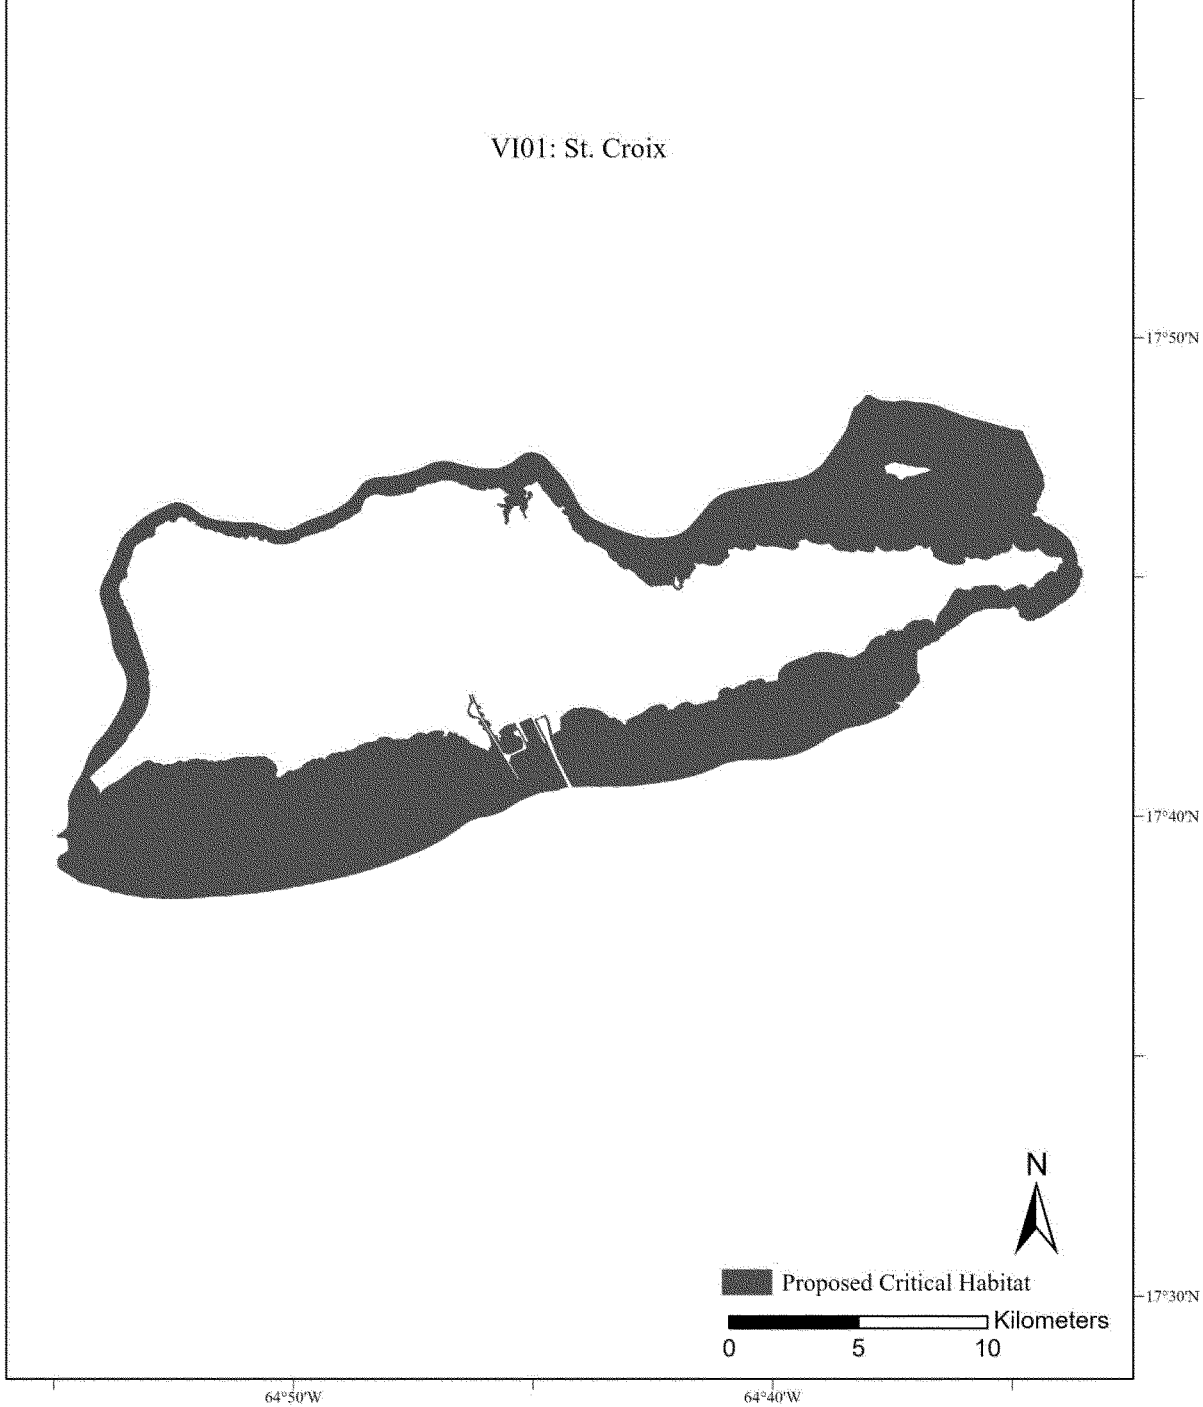 VI01: St. Croix
17°50'N
17°40'N
N
Proposed Critical Habitat
17°30'N
Kilometers
0 5 10
64°50'W 64°40'W